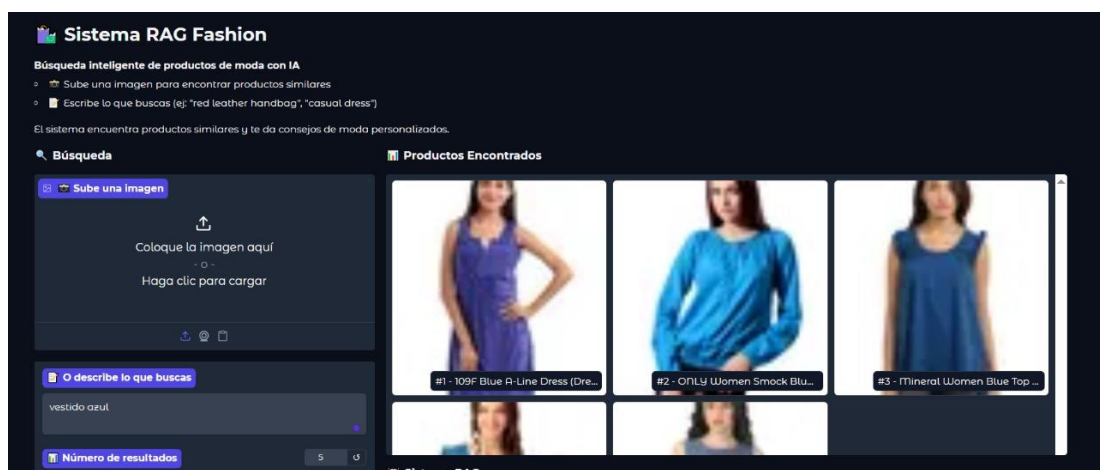 Sistema RAG Fashion
Búsqueda inteligente de productos de moda con IA
Sube una imagen para encontrar productos similares
Escribe lo que buscas (ej: "red leather handbag", "casual dress")
El sistema encuentra productos similares y te da consejos de moda personalizados.
Búsqueda
Sube una imagen
Coloque la imagen aquí
- o -
Haga clic para cargar
O describe lo que buscas
vestido azul
Número de resultados
5
Productos Encontrados
#1 - 109F Blue A-Line Dress (Dre...
#2 - ONLY Women Smock Blu...
#3 - Mineral Women Blue Top ...